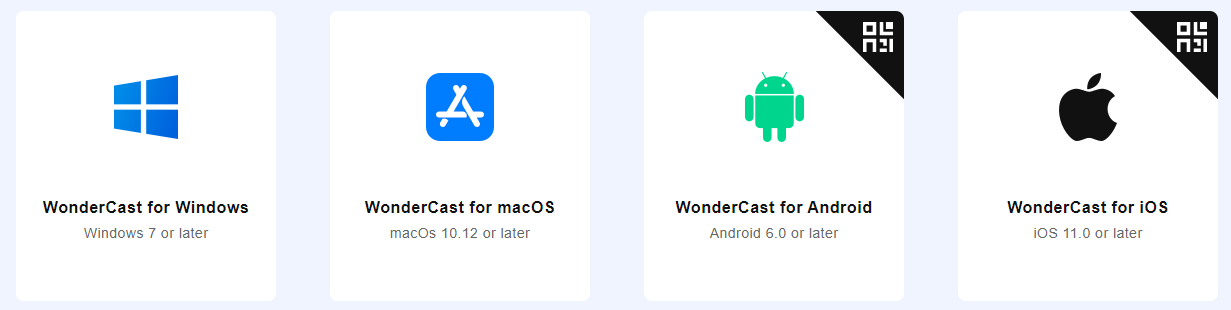 WonderCast for Windows
Windows 7 or later
WonderCast for macOS
macOs 10.12 or later
WonderCast for Android
Android 6.0 or later
WonderCast for iOS
iOS 11.0 or later